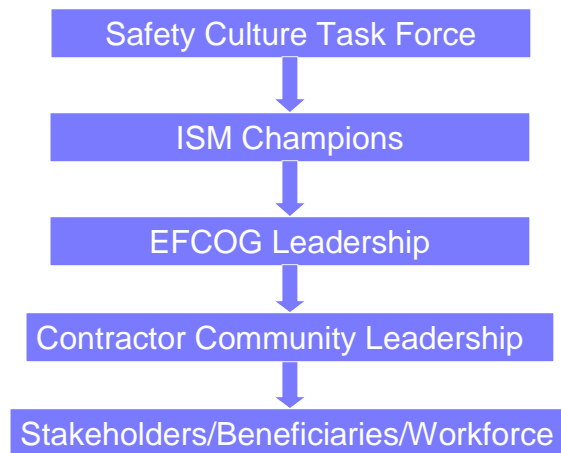 Safety Culture Task Force
ISM Champions
EFCOG Leadership
Contractor Community Leadership
Stakeholders/Beneficiaries/Workforce